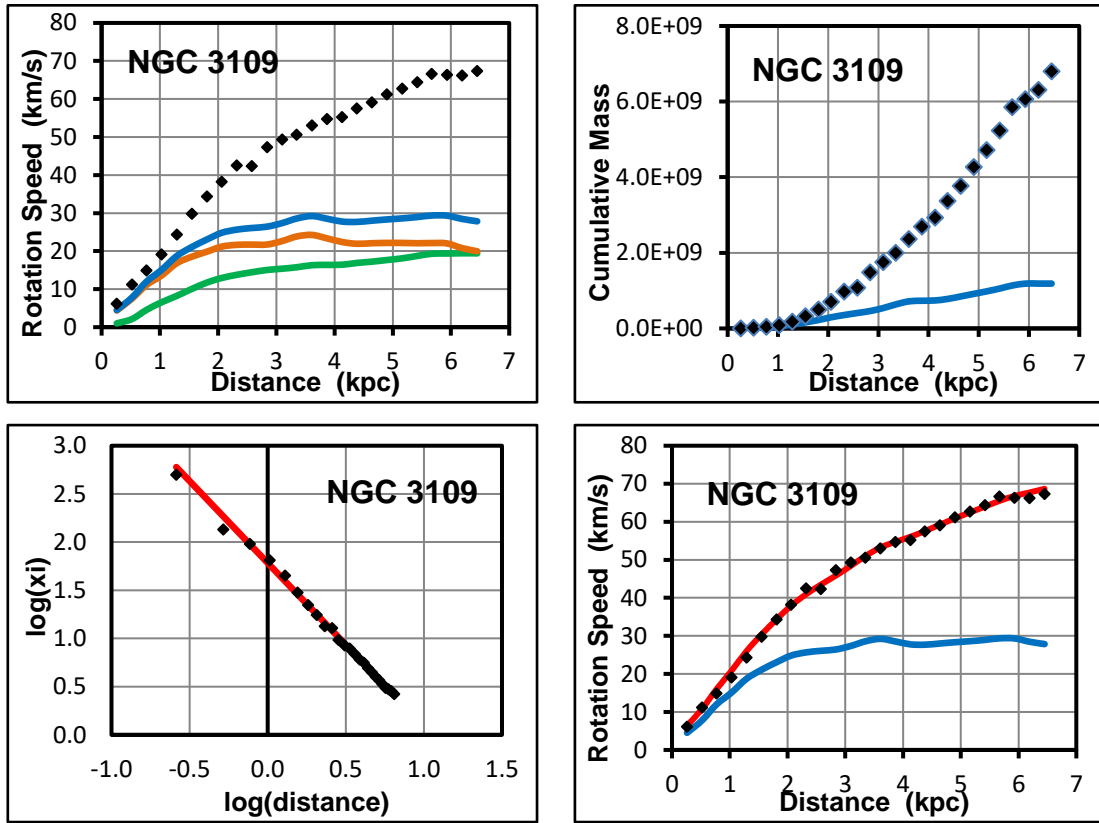 80
70
60
50
40
30
20
10
0
Rotation Speed (km/s)
NGC 3109
0 1 2 3 4 5 6 7
Distance (kpc)
8.0E+09
6.0E+09
4.0E+09
2.0E+09
0.0E+00
Cumulative Mass
NGC 3109
0 1 2 3 4 5 6 7
Distance (kpc)
3.0
2.5
2.0
1.5
1.0
0.5
0.0
log(xi)
NGC 3109
-1.0 -0.5 0.0 0.5 1.0 1.5
log(distance)
80
70
60
50
40
30
20
10
0
Rotation Speed (km/s)
NGC 3109
0 1 2 3 4 5 6 7
Distance (kpc)